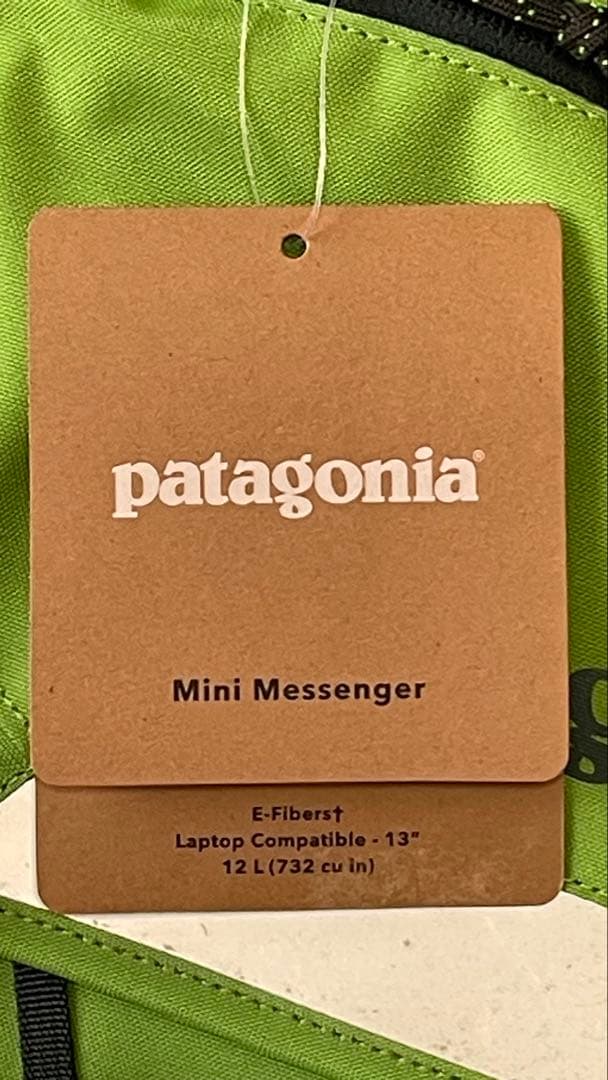 patagonia®
Mini Messenger
E-Fibers†
Laptop Compatible - 13"
12 L (732 cu in)
g